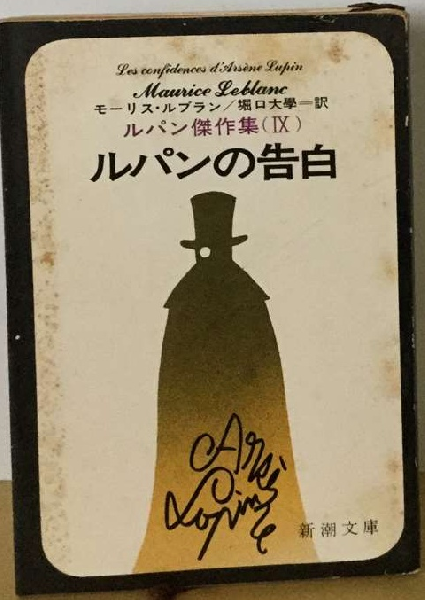 Les confidences d'Arsène Lupin
Maurice Leblanc
モーリス・ルブラン／堀口大學＝訳
ルパン傑作集(Ⅸ)
ルパンの告白
Arsène
Lupin
新潮文庫